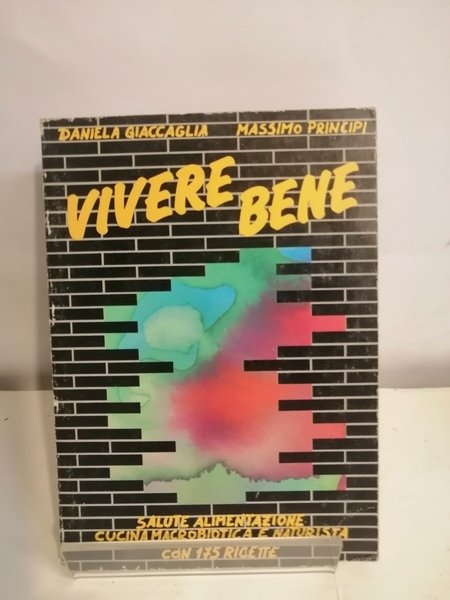 DANIELA GIACCAGLIA MASSIMO PRINCIPI
VIVERE BENE
SALUTE ALIMENTAZIONE
CUCINA MACROBIOTICA E NATURISTA
CON 175 RICETTE